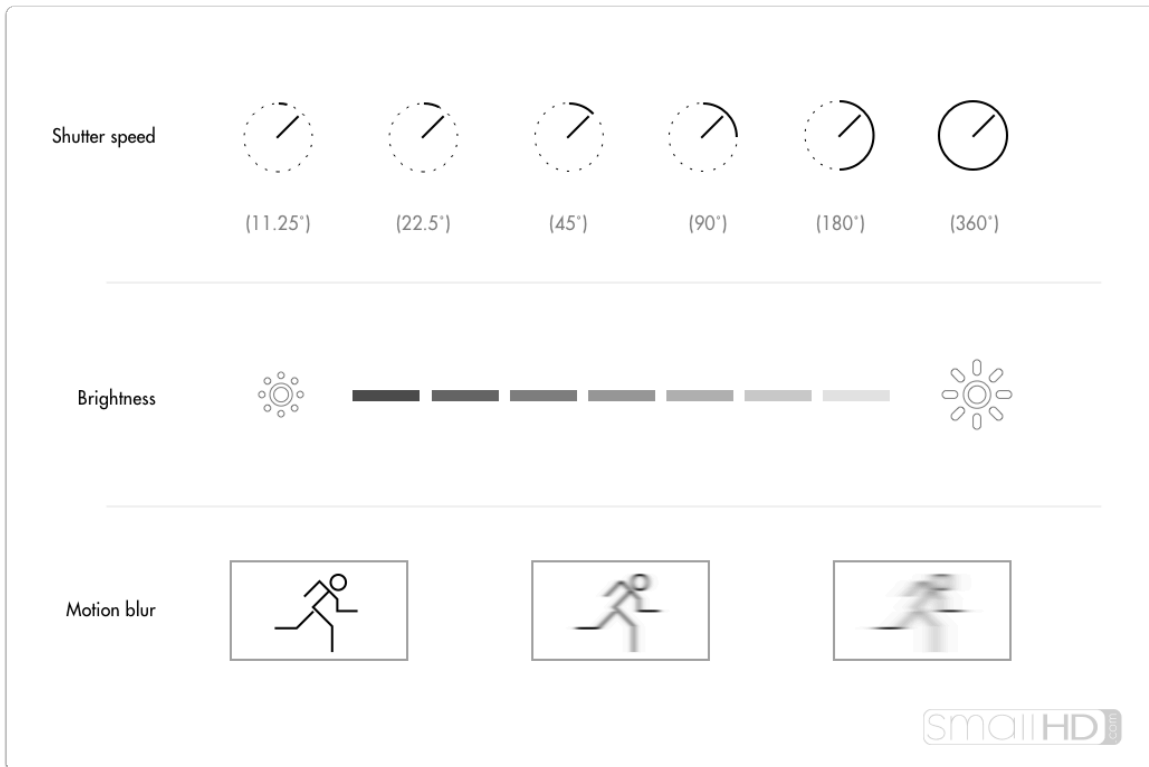 Shutter speed
(11.25°) (22.5°) (45°) (90°) (180°) (360°)
Brightness
Motion blur
smallHD.com